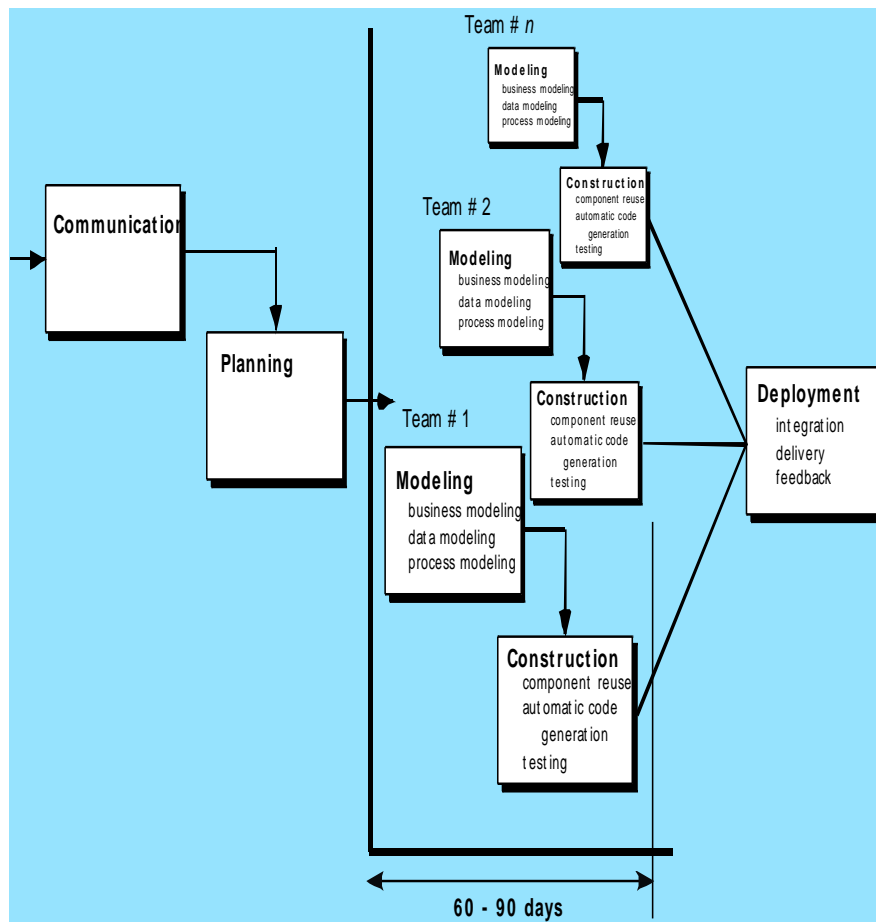 Team # n
Modeling
business modeling
data modeling
process modeling
Construction
component reuse
automatic code
generation
testing
Team # 2
Modeling
business modeling
data modeling
process modeling
Construction
component reuse
automatic code
generation
testing
Communication
Planning
Team # 1
Modeling
business modeling
data modeling
process modeling
Construction
component reuse
automatic code
generation
testing
Deployment
integration
delivery
feedback
60 - 90 days